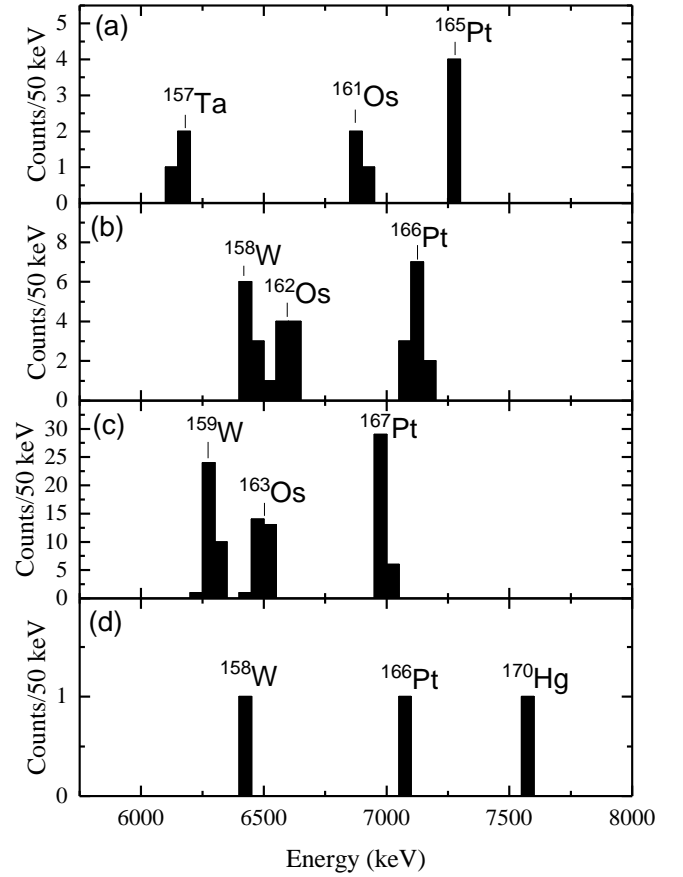 (a)
¹⁵⁷Ta
¹⁶¹Os
¹⁶⁵Pt
Counts/50 keV
5
4
3
2
1
0
(b)
¹⁵⁸W
¹⁶²Os
¹⁶⁶Pt
Counts/50 keV
8
6
4
2
0
(c)
¹⁵⁹W
¹⁶³Os
¹⁶⁷Pt
Counts/50 keV
30
25
20
15
10
5
0
(d)
¹⁵⁸W
¹⁶⁶Pt
¹⁷⁰Hg
Counts/50 keV
1
0
6000 6500 7000 7500 8000
Energy (keV)